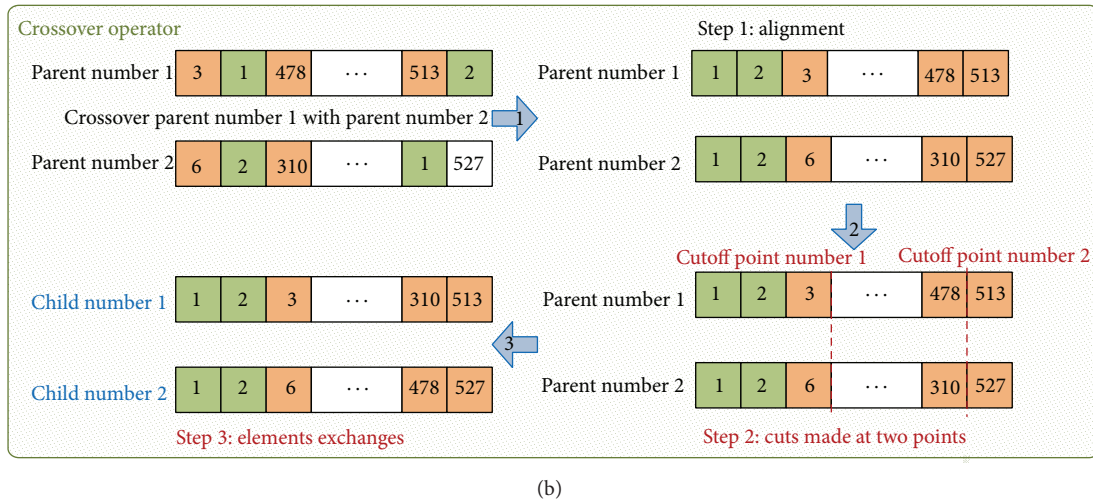 Crossover operator
Step 1: alignment
Parent number 1 3 1 478 ... 513 2
Parent number 1 1 2 3 ... 478 513
Crossover parent number 1 with parent number 2 1
Parent number 2 6 2 310 ... 1 527
Parent number 2 1 2 6 ... 310 527
2
Cutoff point number 1 Cutoff point number 2
Child number 1 1 2 3 ... 310 513
Parent number 1 1 2 3 ... 478 513
3
Child number 2 1 2 6 ... 478 527
Parent number 2 1 2 6 ... 310 527
Step 3: elements exchanges
Step 2: cuts made at two points
(b)